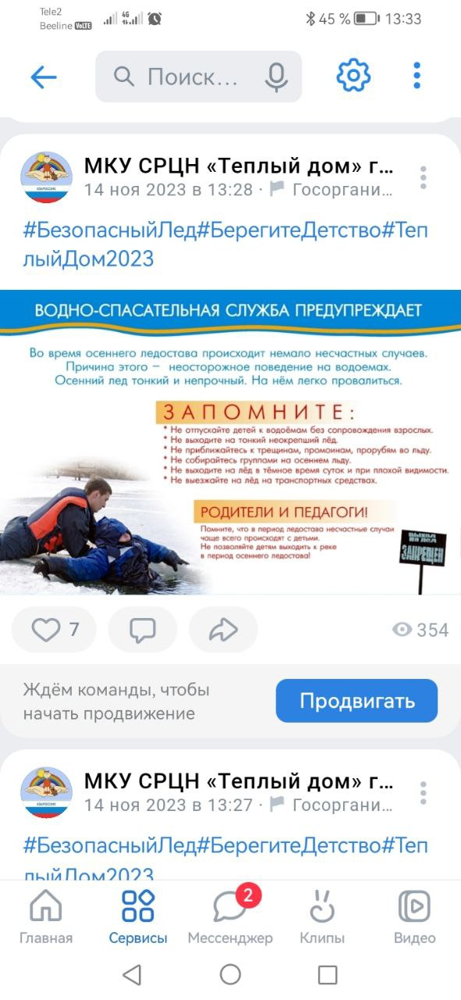 Tele2
Beeline VoLTE
4G
45 %
13:33
Поиск...
МКУ СРЦН «Теплый дом» г...
14 ноя 2023 в 13:28 · Госоргани...
#БезопасныйЛед#БерегитеДетство#Теп
лыйДом2023
ВОДНО-СПАСАТЕЛЬНАЯ СЛУЖБА ПРЕДУПРЕЖДАЕТ
Во время осеннего ледостава происходит немало несчастных случаев.
Причина этого – неосторожное поведение на водоемах.
Осенний лед тонкий и непрочный. На нём легко провалиться.
ЗАПОМНИТЕ:
* Не отпускайте детей к водоёмам без сопровождения взрослых.
* Не выходите на тонкий неокрепший лёд.
* Не приближайтесь к трещинам, промоинам, прорубям во льду.
* Не собирайтесь группами на осеннем льду.
* Не выходите на лёд в тёмное время суток и при плохой видимости.
* Не выезжайте на лёд на транспортных средствах.
РОДИТЕЛИ И ПЕДАГОГИ!
Помните, что в период ледостава несчастные случаи
чаще всего происходят с детьми.
Не позволяйте детям выходить к реке
в период осеннего ледостава!
ВЫХОД
НА ЛЕД
ЗАПРЕЩЕН
7
354
Ждём команды, чтобы
начать продвижение
Продвигать
МКУ СРЦН «Теплый дом» г...
14 ноя 2023 в 13:27 · Госоргани...
#БезопасныйЛед#БерегитеДетство#Теп
лыйДом2023
2
Главная
Сервисы
Мессенджер
Клипы
Видео